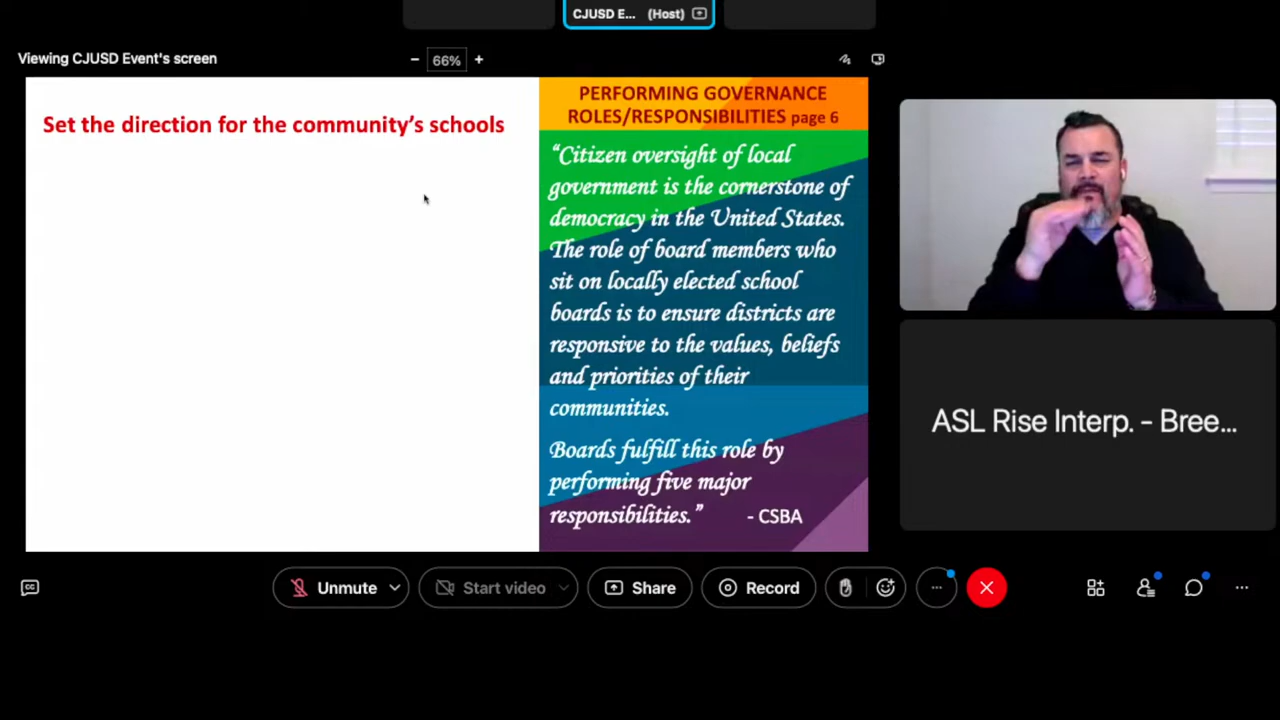 CJUSD E... (Host)
Viewing CJUSD Event's screen
66%
Set the direction for the community's schools
PERFORMING GOVERNANCE
ROLES/RESPONSIBILITIES page 6
"Citizen oversight of local
government is the cornerstone of
democracy in the United States.
The role of board members who
sit on locally elected school
boards is to ensure districts are
responsive to the values, beliefs
and priorities of their
communities.
Boards fulfill this role by
performing five major
responsibilities."
- CSBA
ASL Rise Interp. - Bree...
CC
Unmute
Start video
Share
Record